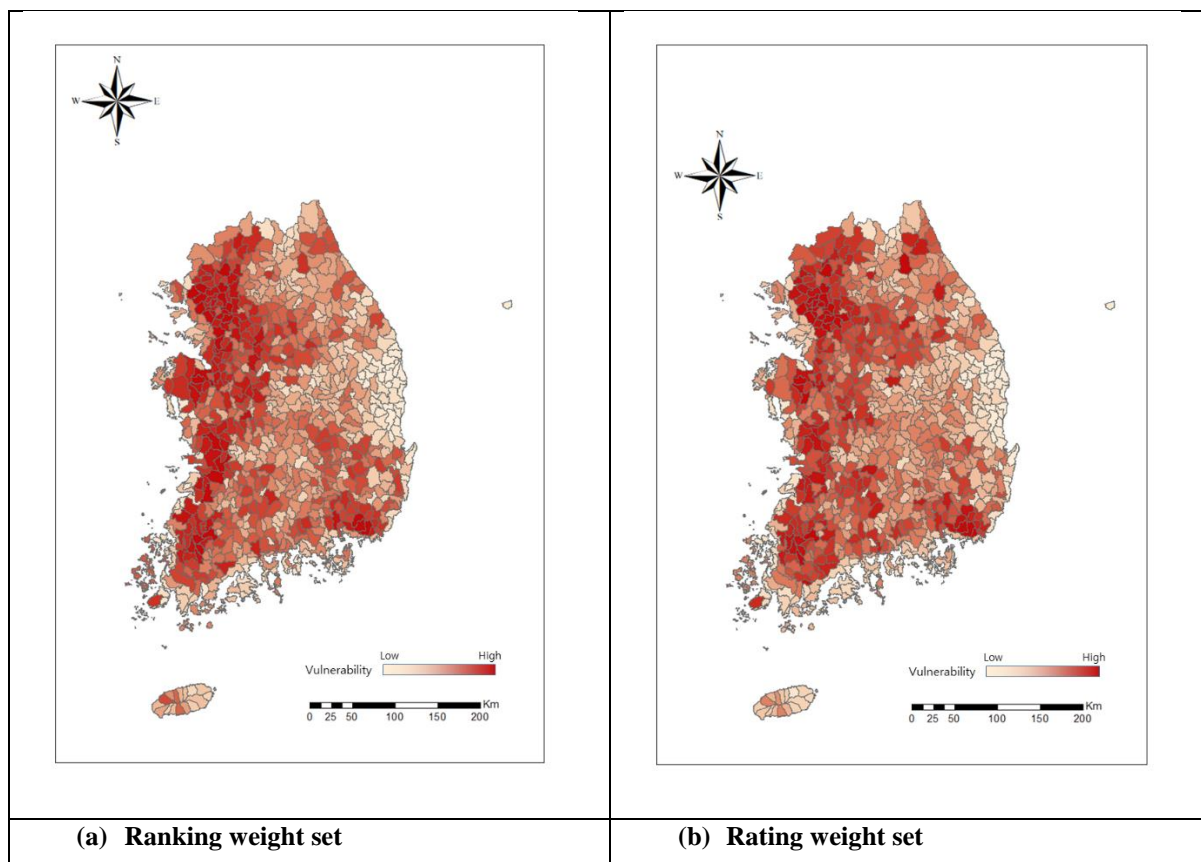 N
W E
S
Low High
Vulnerability
Km
0 25 50 100 150 200
(a) Ranking weight set
N
W E
S
Low High
Vulnerability
Km
0 25 50 100 150 200
(b) Rating weight set